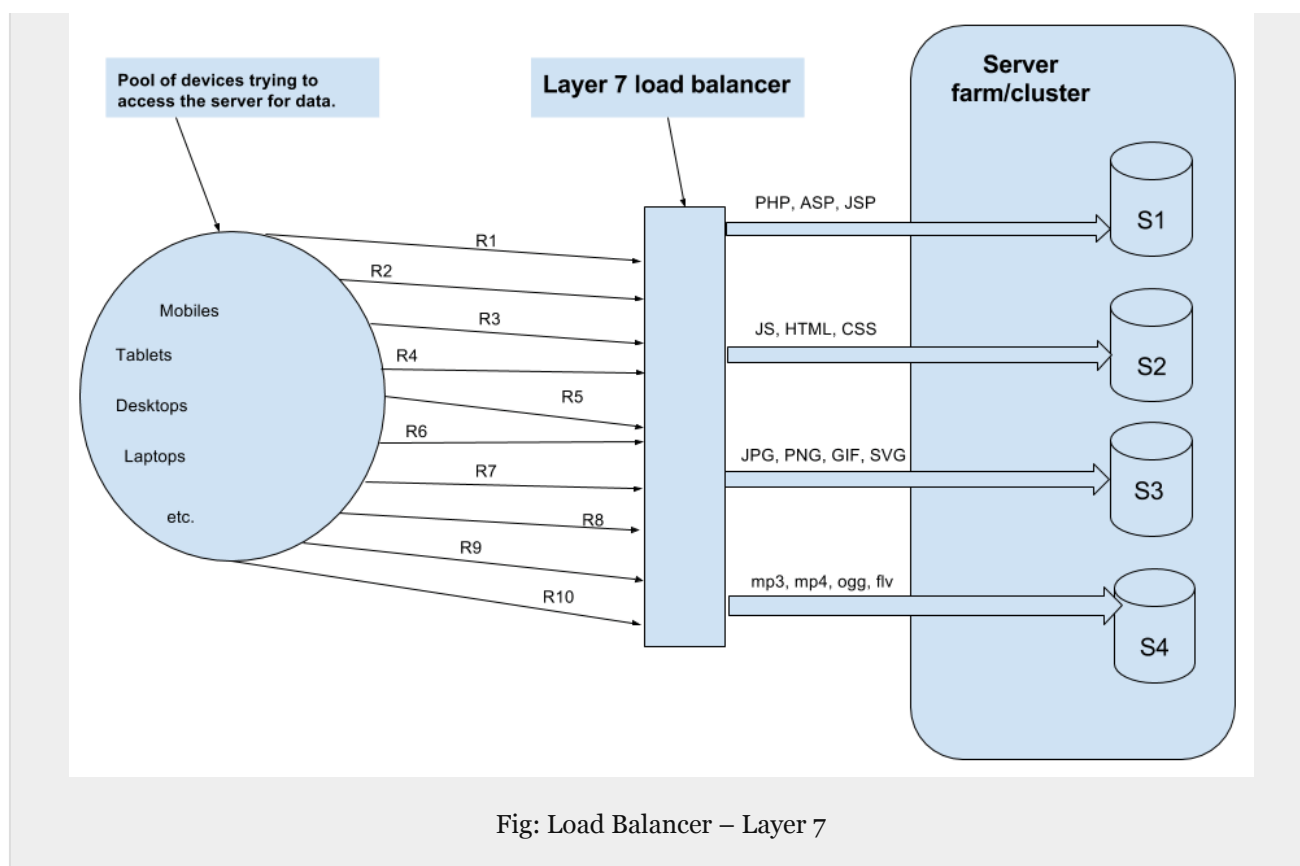 Pool of devices trying to
access the server for data.
Layer 7 load balancer
Server
farm/cluster
Mobiles
Tablets
Desktops
Laptops
etc.
R1
R2
R3
R4
R5
R6
R7
R8
R9
R10
PHP, ASP, JSP
S1
JS, HTML, CSS
S2
JPG, PNG, GIF, SVG
S3
mp3, mp4, ogg, flv
S4
Fig: Load Balancer – Layer 7